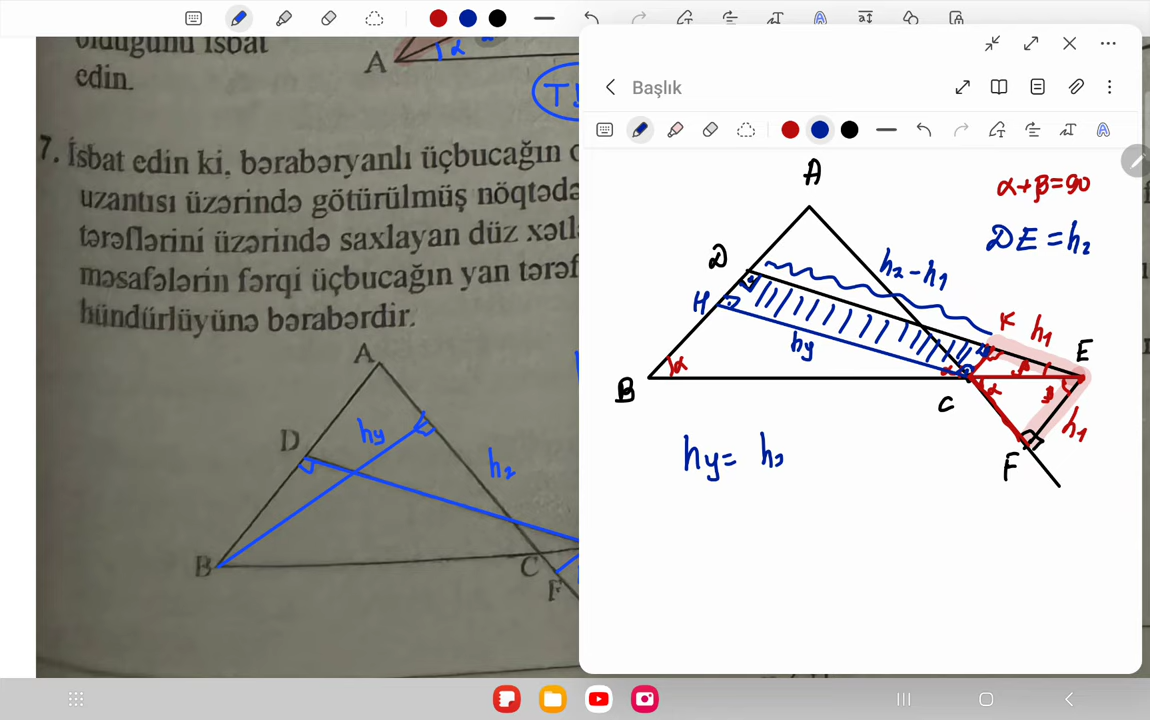 olduğunu isbat
edin.
A
α
7. İsbat edin ki, bərabəryanlı üçbucağın
uzantısı üzərində götürülmüş nöqtədə
tərəflərini üzərində saxlayan düz xətl
məsafələrin fərqi üçbucağın yan tərəf
hündürlüyünə bərabərdir.
A
hy
D
h₂
B
C
F
Başlık
A
α+β=90
D
DE = h₂
h₂-h₁
H
K
h₁
hy
E
α
α
β
B
α
β
C
h₁
F
hy= h₂